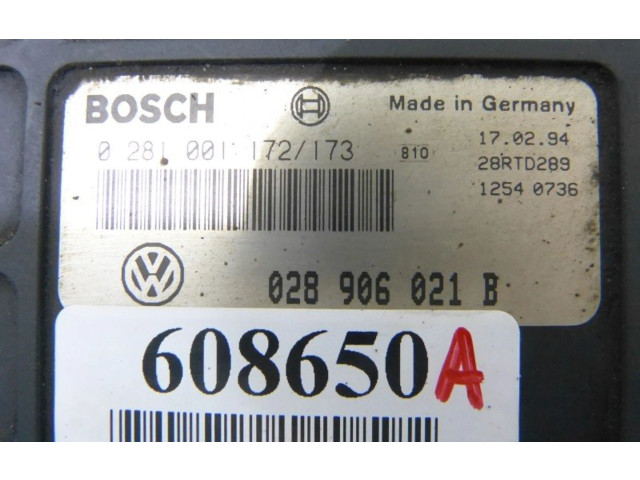 BOSCH
Made in Germany
0 281 001 172/173
810
17.02.94
28RTD289
1254 0736
VW
028 906 021 B
608650A